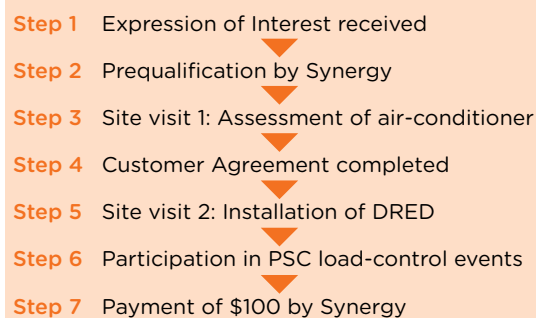 Step 1 Expression of Interest received
Step 2 Prequalification by Synergy
Step 3 Site visit 1: Assessment of air-conditioner
Step 4 Customer Agreement completed
Step 5 Site visit 2: Installation of DRED
Step 6 Participation in PSC load-control events
Step 7 Payment of $100 by Synergy